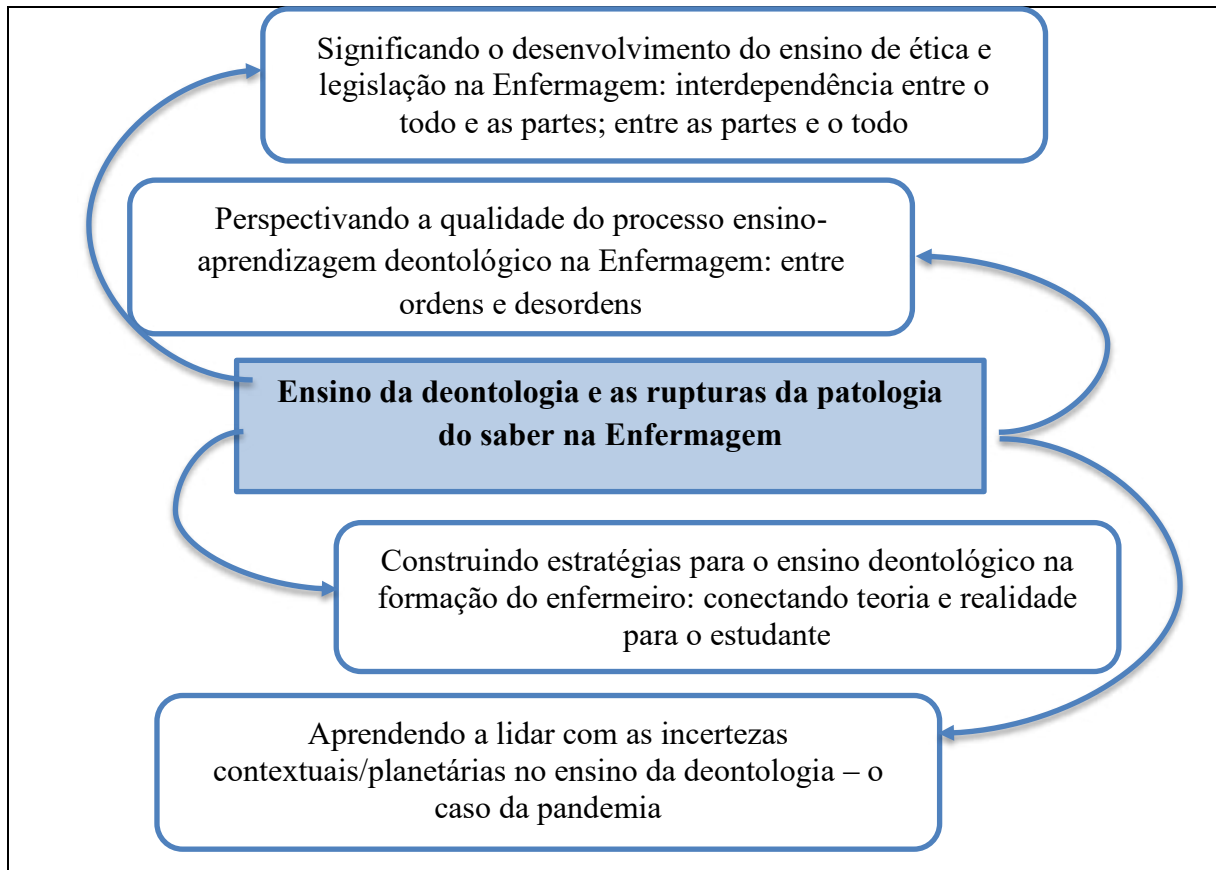 Significando o desenvolvimento do ensino de ética e
legislação na Enfermagem: interdependência entre o
todo e as partes; entre as partes e o todo
Perspectivando a qualidade do processo ensino-
aprendizagem deontológico na Enfermagem: entre
ordens e desordens
Ensino da deontologia e as rupturas da patologia
do saber na Enfermagem
Construindo estratégias para o ensino deontológico na
formação do enfermeiro: conectando teoria e realidade
para o estudante
Aprendendo a lidar com as incertezas
contextuais/planetárias no ensino da deontologia – o
caso da pandemia